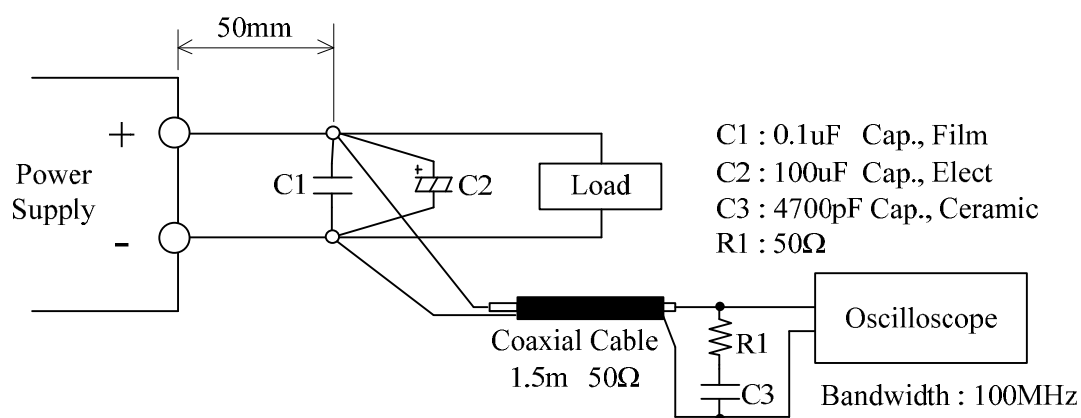 50mm
+
Power
Supply
-
C1
+
C2
Load
C1 : 0.1uF Cap., Film
C2 : 100uF Cap., Elect
C3 : 4700pF Cap., Ceramic
R1 : 50Ω
Coaxial Cable
1.5m 50Ω
R1
C3
Oscilloscope
Bandwidth : 100MHz